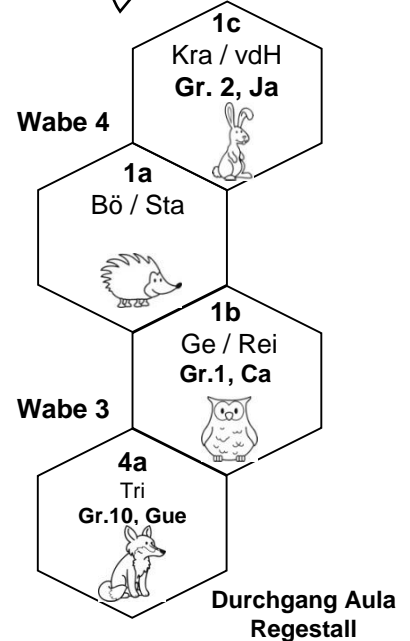 1c
Kra / vdH
Gr. 2, Ja
Wabe 4
1a
Bö / Sta
1b
Ge / Rei
Gr.1, Ca
Wabe 3
4a
Tri
Gr.10, Gue
Durchgang Aula
Regestall